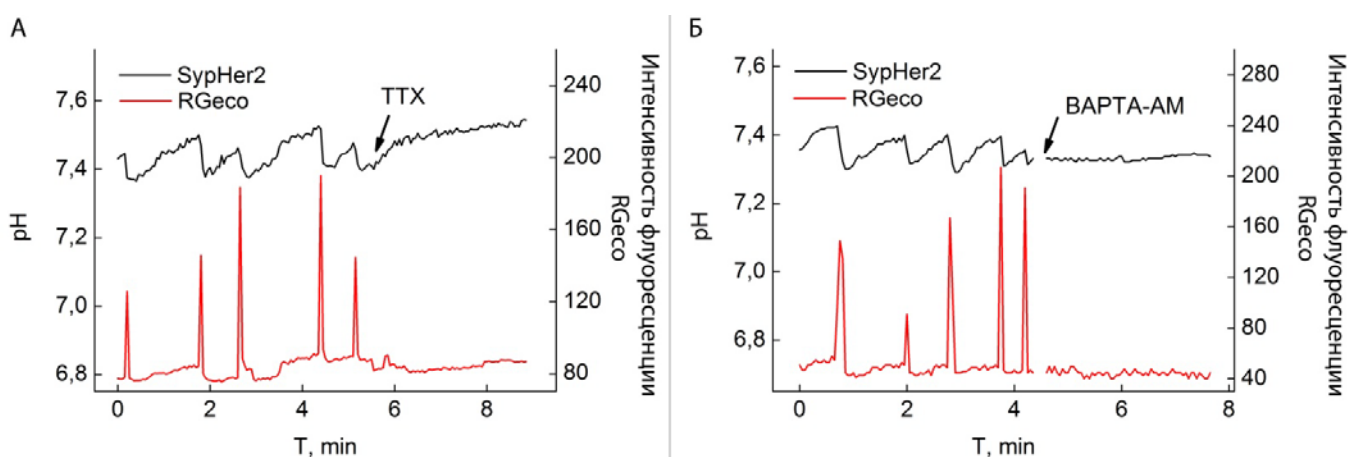 А
SypHer2
RGeco
TTX
7,6
7,4
7,2
7,0
6,8
pH
240
200
160
120
80
Интенсивность флуоресценции
RGeco
0
2
4
6
8
T, min
Б
SypHer2
RGeco
BAPTA-AM
7,6
7,4
7,2
7,0
6,8
pH
280
240
200
160
120
80
40
Интенсивность флуоресценции
RGeco
0
2
4
6
8
T, min